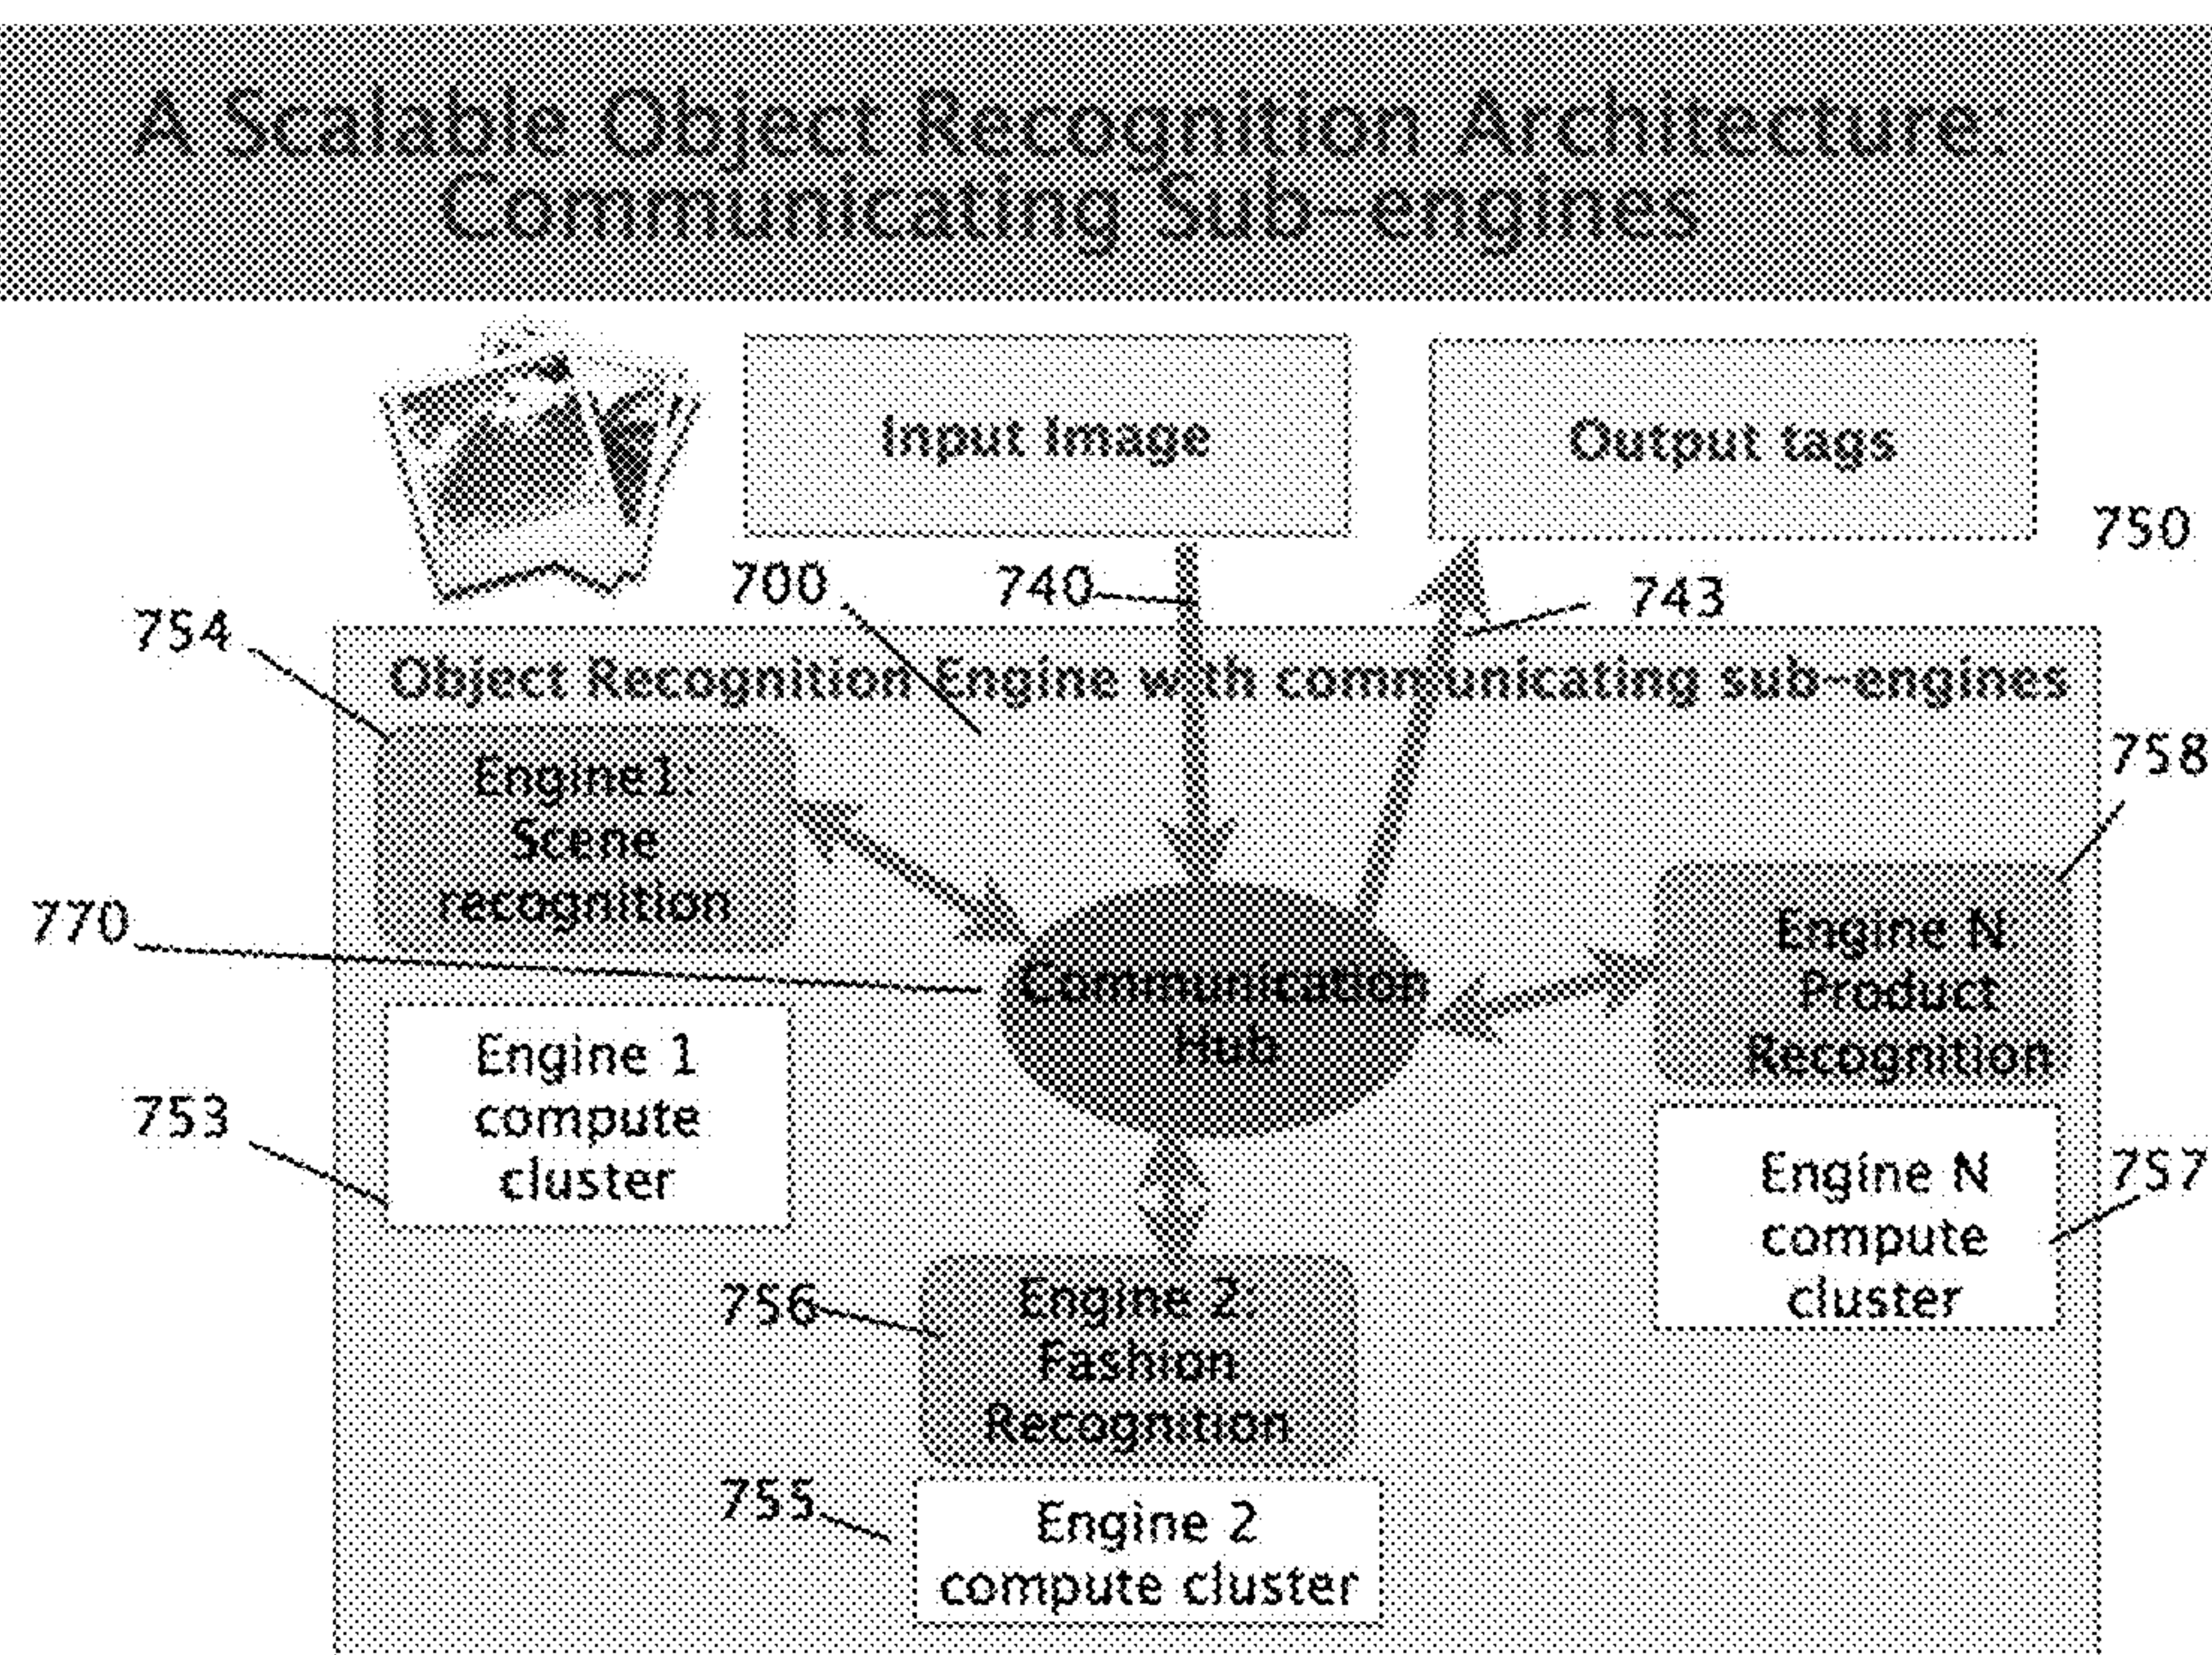 A Scalable Object Recognition Architecture:
Communicating Sub-engines
Input Image
Output tags
750
700
740
743
754
Object Recognition Engine with communicating sub-engines
758
Engine1:
Scene
recognition
770
Communication
Hub
Engine N
Product
Recognition
Engine 1
compute
cluster
753
Engine N
compute
cluster
757
756
Engine 2:
Fashion
Recognition
755
Engine 2
compute cluster